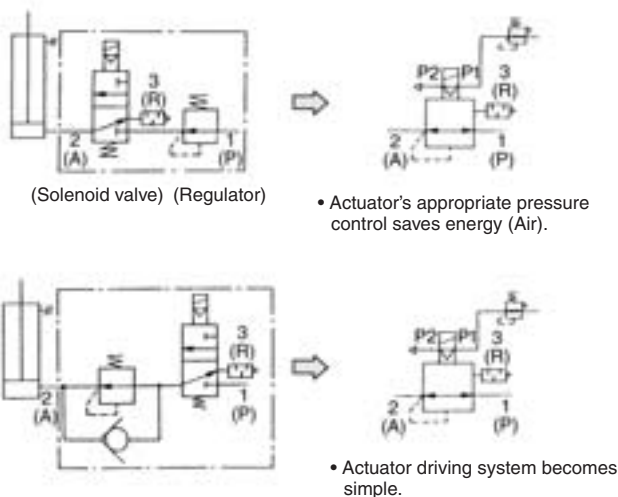 P2 P1
3
(R)
3
(R)
2
(A)
1
(P)
2
(A)
1
(P)
(Solenoid valve) (Regulator)
• Actuator's appropriate pressure
control saves energy (Air).
P2 P1
3
(R)
3
(R)
2
(A)
1
(P)
2
(A)
1
(P)
• Actuator driving system becomes
simple.